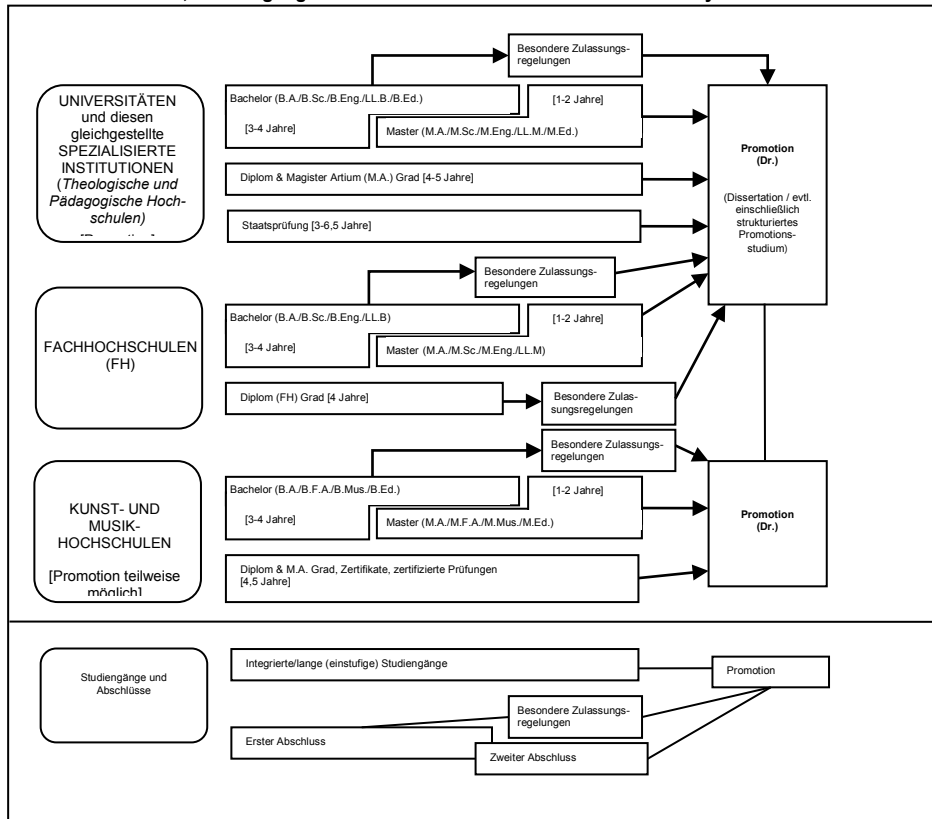 UNIVERSITÄTEN
und diesen
gleichgestellte
SPEZIALISIERTE
INSTITUTIONEN
(Theologische und
Pädagogische Hoch-
schulen)
Besondere Zulassungs-
regelungen
Bachelor (B.A./B.Sc./B.Eng./LL.B./B.Ed.)
[3-4 Jahre]
[1-2 Jahre]
Master (M.A./M.Sc./M.Eng./LL.M./M.Ed.)
Diplom & Magister Artium (M.A.) Grad [4-5 Jahre]
Staatsprüfung [3-6,5 Jahre]
Promotion
(Dr.)
(Dissertation / evtl.
einschließlich
strukturiertes
Promotions-
studium)
FACHHOCHSCHULEN
(FH)
Besondere Zulassungs-
regelungen
Bachelor (B.A./B.Sc./B.Eng./LL.B)
[3-4 Jahre]
[1-2 Jahre]
Master (M.A./M.Sc./M.Eng./LL.M)
Diplom (FH) Grad [4 Jahre]
Besondere Zulas-
sungsregelungen
KUNST- UND
MUSIK-
HOCHSCHULEN
[Promotion teilweise
möglich]
Besondere Zulassungs-
regelungen
Bachelor (B.A./B.F.A./B.Mus./B.Ed.)
[3-4 Jahre]
[1-2 Jahre]
Master (M.A./M.F.A./M.Mus./M.Ed.)
Diplom & M.A. Grad, Zertifikate, zertifizierte Prüfungen
[4,5 Jahre]
Promotion
(Dr.)
Studiengänge und
Abschlüsse
Integrierte/lange (einstufige) Studiengänge
Promotion
Besondere Zulassungs-
regelungen
Erster Abschluss
Zweiter Abschluss